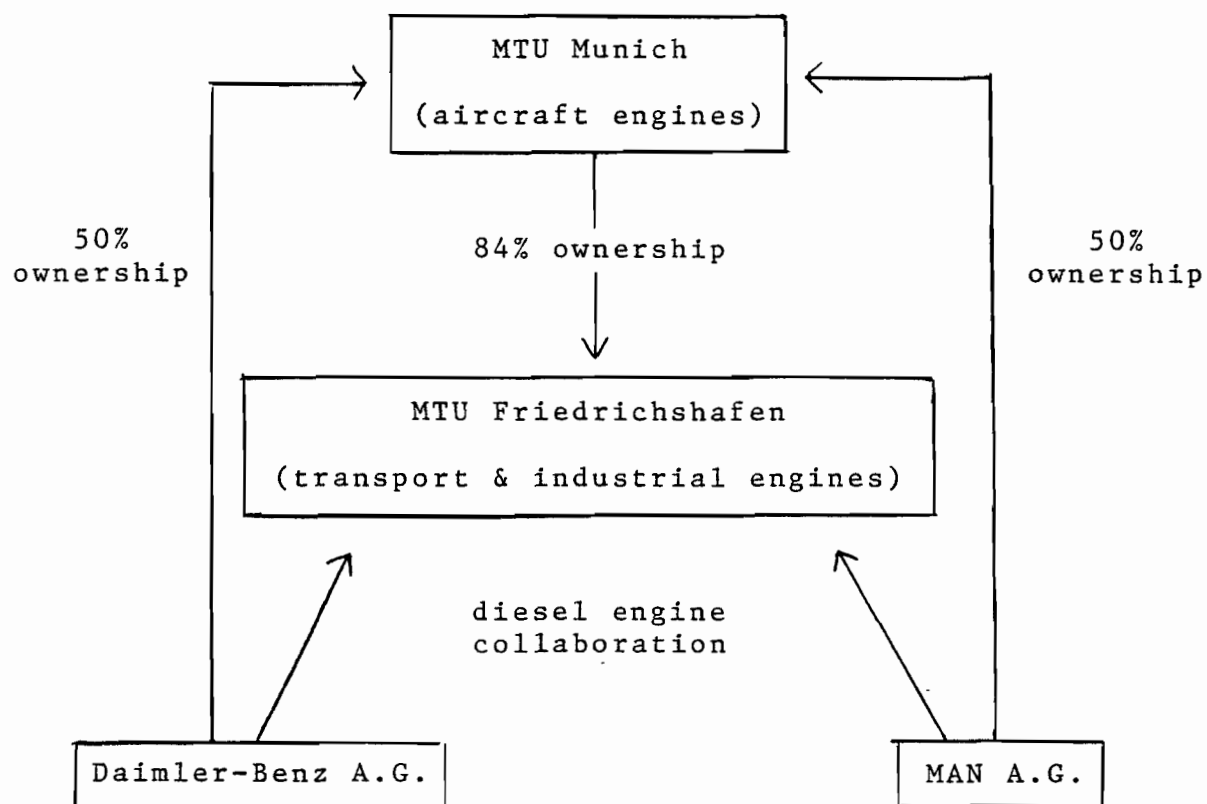 MTU Munich
(aircraft engines)
50%
ownership
84% ownership
50%
ownership
MTU Friedrichshafen
(transport & industrial engines)
diesel engine
collaboration
Daimler-Benz A.G.
MAN A.G.